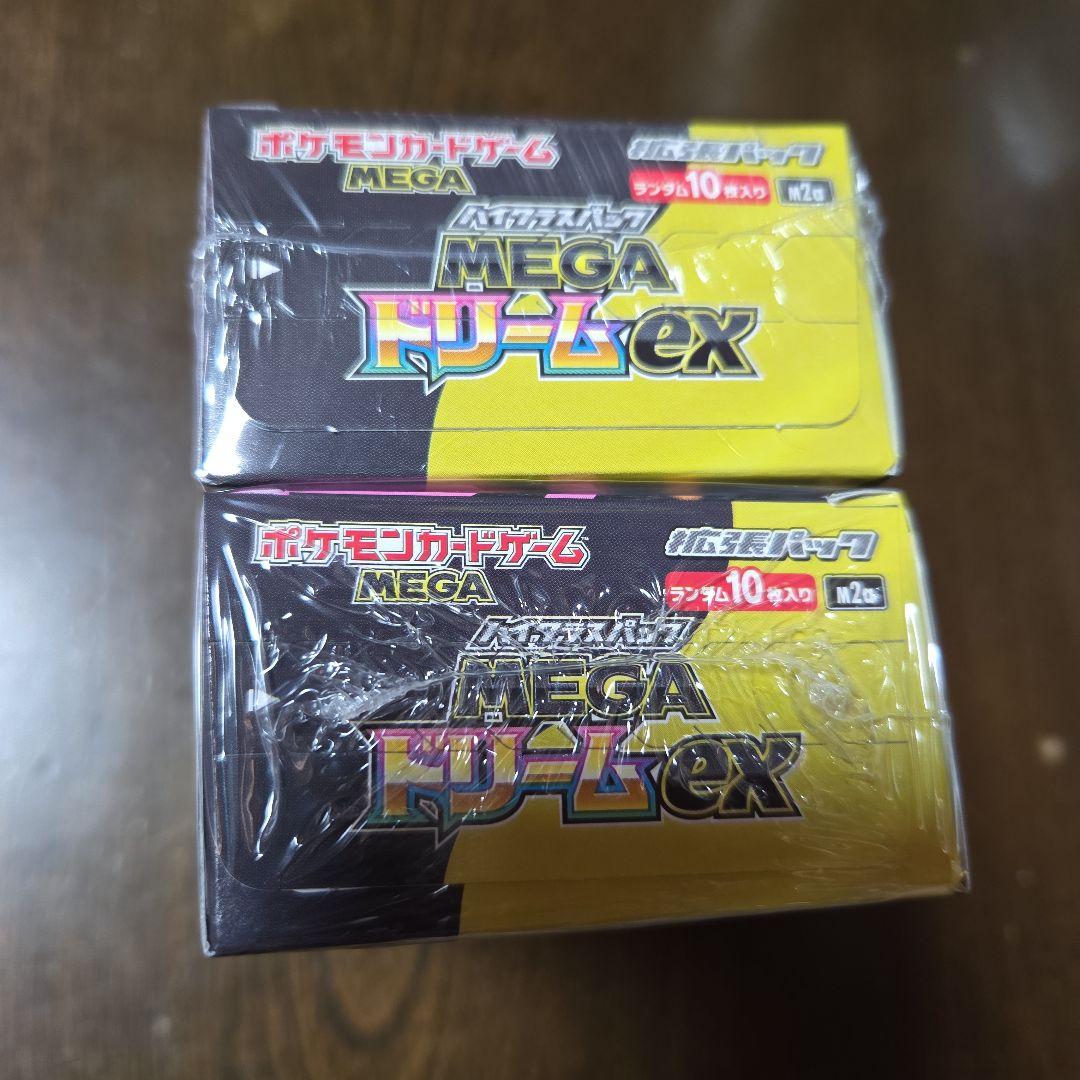 ポケモンカードゲーム
MEGA
拡張パック
ランダム10枚入り M2a
ハイクラスパック
MEGA
ドリームex
ポケモンカードゲーム
MEGA
拡張パック
ランダム10枚入り M2a
ハイクラスパック
MEGA
ドリームex